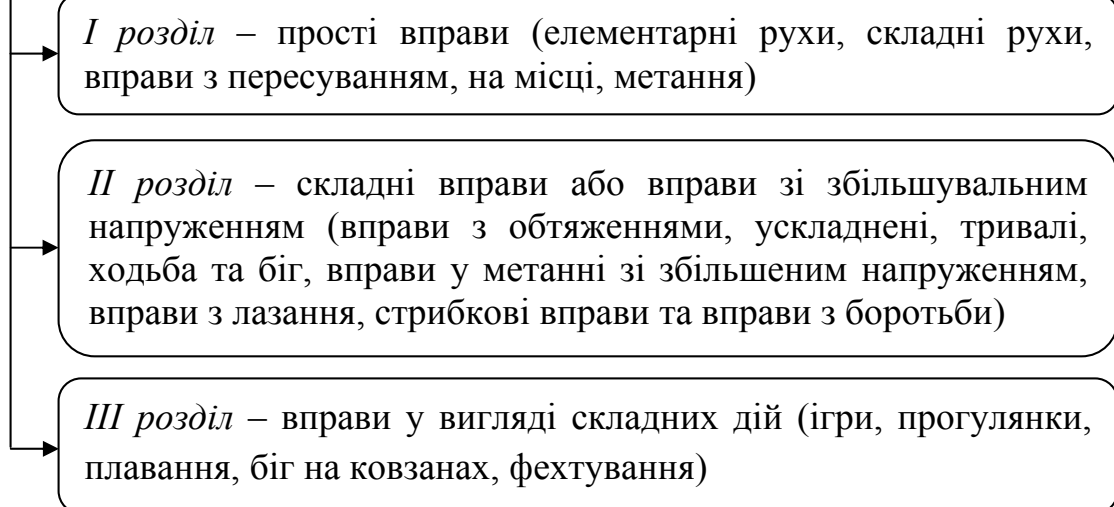 I розділ – прості вправи (елементарні рухи, складні рухи,
вправи з пересуванням, на місці, метання)
II розділ – складні вправи або вправи зі збільшувальним
напруженням (вправи з обтяженнями, ускладнені, тривалі,
ходьба та біг, вправи у метанні зі збільшеним напруженням,
вправи з лазання, стрибкові вправи та вправи з боротьби)
III розділ – вправи у вигляді складних дій (ігри, прогулянки,
плавання, біг на ковзанах, фехтування)